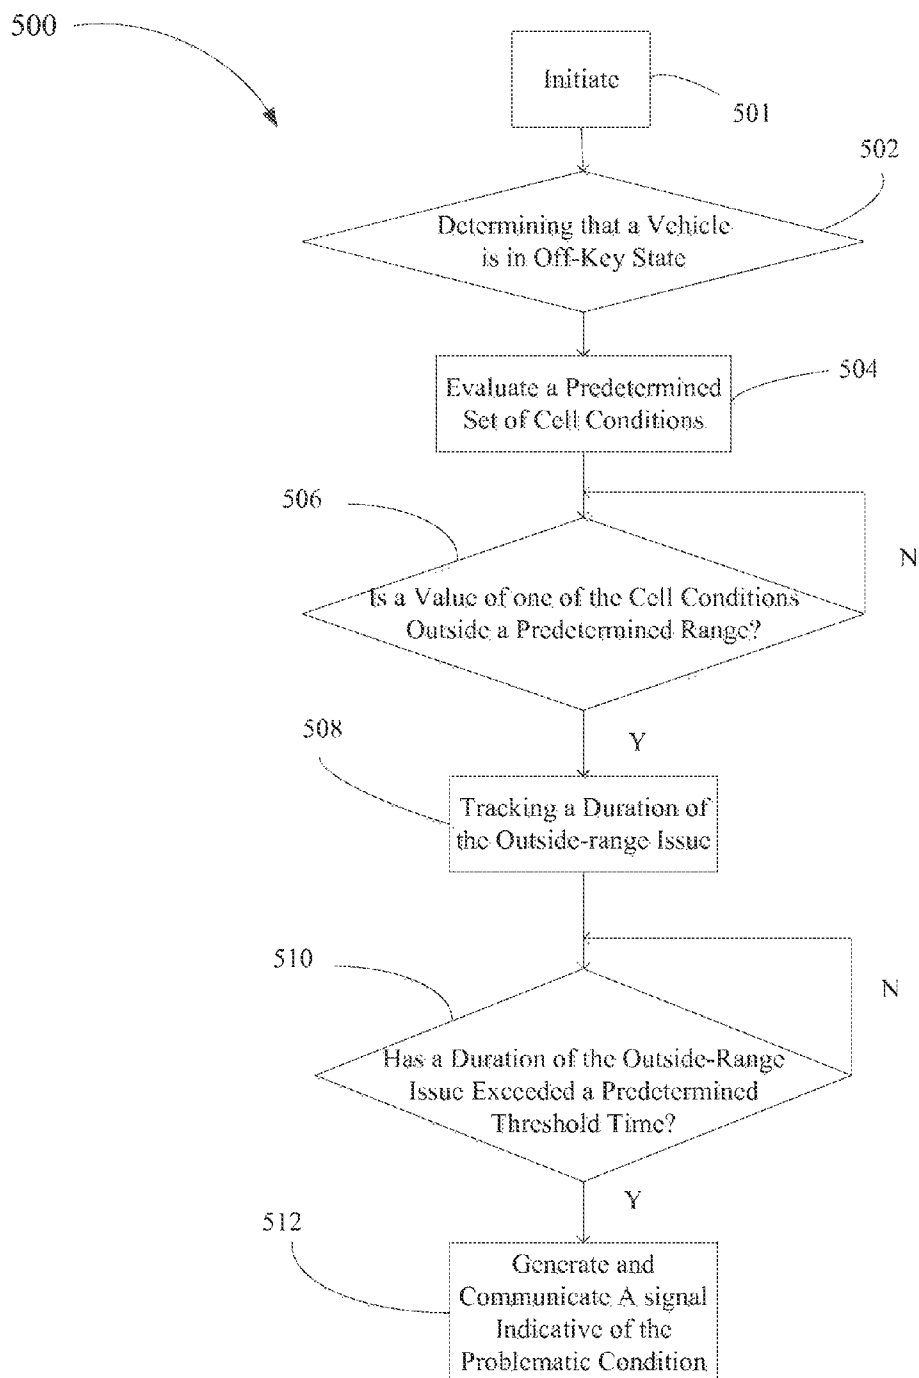 500
Initiate
501
502
Determining that a Vehicle
is in Off-Key State
504
Evaluate a Predetermined
Set of Cell Conditions
506
N
Is a Value of one of the Cell Conditions
Outside a Predetermined Range?
508
Y
Tracking a Duration of
the Outside-range Issue
510
N
Has a Duration of the Outside-Range
Issue Exceeded a Predetermined
Threshold Time?
Y
512
Generate and
Communicate A signal
Indicative of the
Problematic Condition